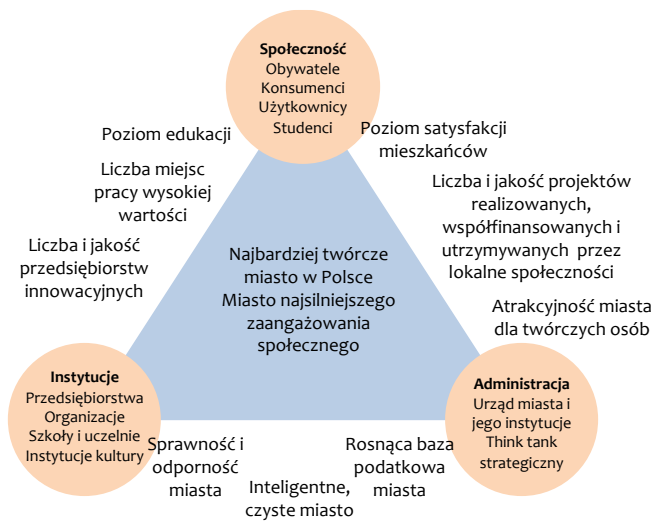 Społeczność
Obywatele
Konsumenci
Użytkownicy
Studenci
Poziom edukacji
Poziom satysfakcji
mieszkańców
Liczba miejsc
pracy wysokiej
wartości
Liczba i jakość projektów
realizowanych,
współfinansowanych i
utrzymywanych przez
lokalne społeczności
Liczba i jakość
przedsiębiorstw
innowacyjnych
Najbardziej twórcze
miasto w Polsce
Miasto najsilniejszego
zaangażowania
społecznego
Atrakcyjność miasta
dla twórczych osób
Instytucje
Przedsiębiorstwa
Organizacje
Szkoły i uczelnie
Instytucje kultury
Administracja
Urząd miasta i
jego instytucje
Think tank
strategiczny
Sprawność i
odporność
miasta
Inteligentne,
czyste miasto
Rosnąca baza
podatkowa
miasta